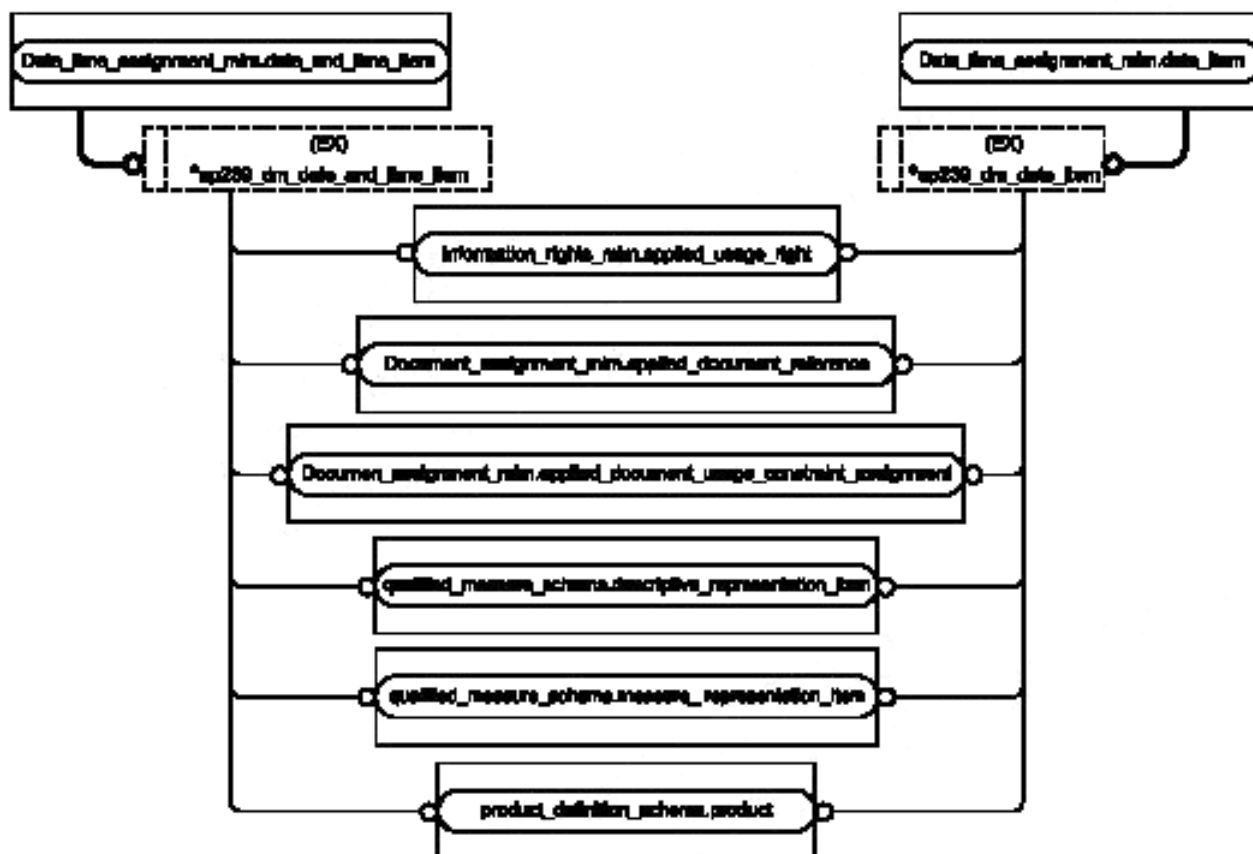 Date_time_assignment_mim.date_and_time_item
Date_time_assignment_mim.date_item
(EX)
*ap239_dm_date_and_time_item
(EX)
*ap239_dm_date_item
Information_rights_mim.applied_usage_right
Document_assignment_mim.applied_document_reference
Documen_assignment_mim.applied_document_usage_constraint_assignment
qualified_measure_schema.descriptive_representation_item
qualified_measure_schema.measure_representation_item
product_definition_schema.product